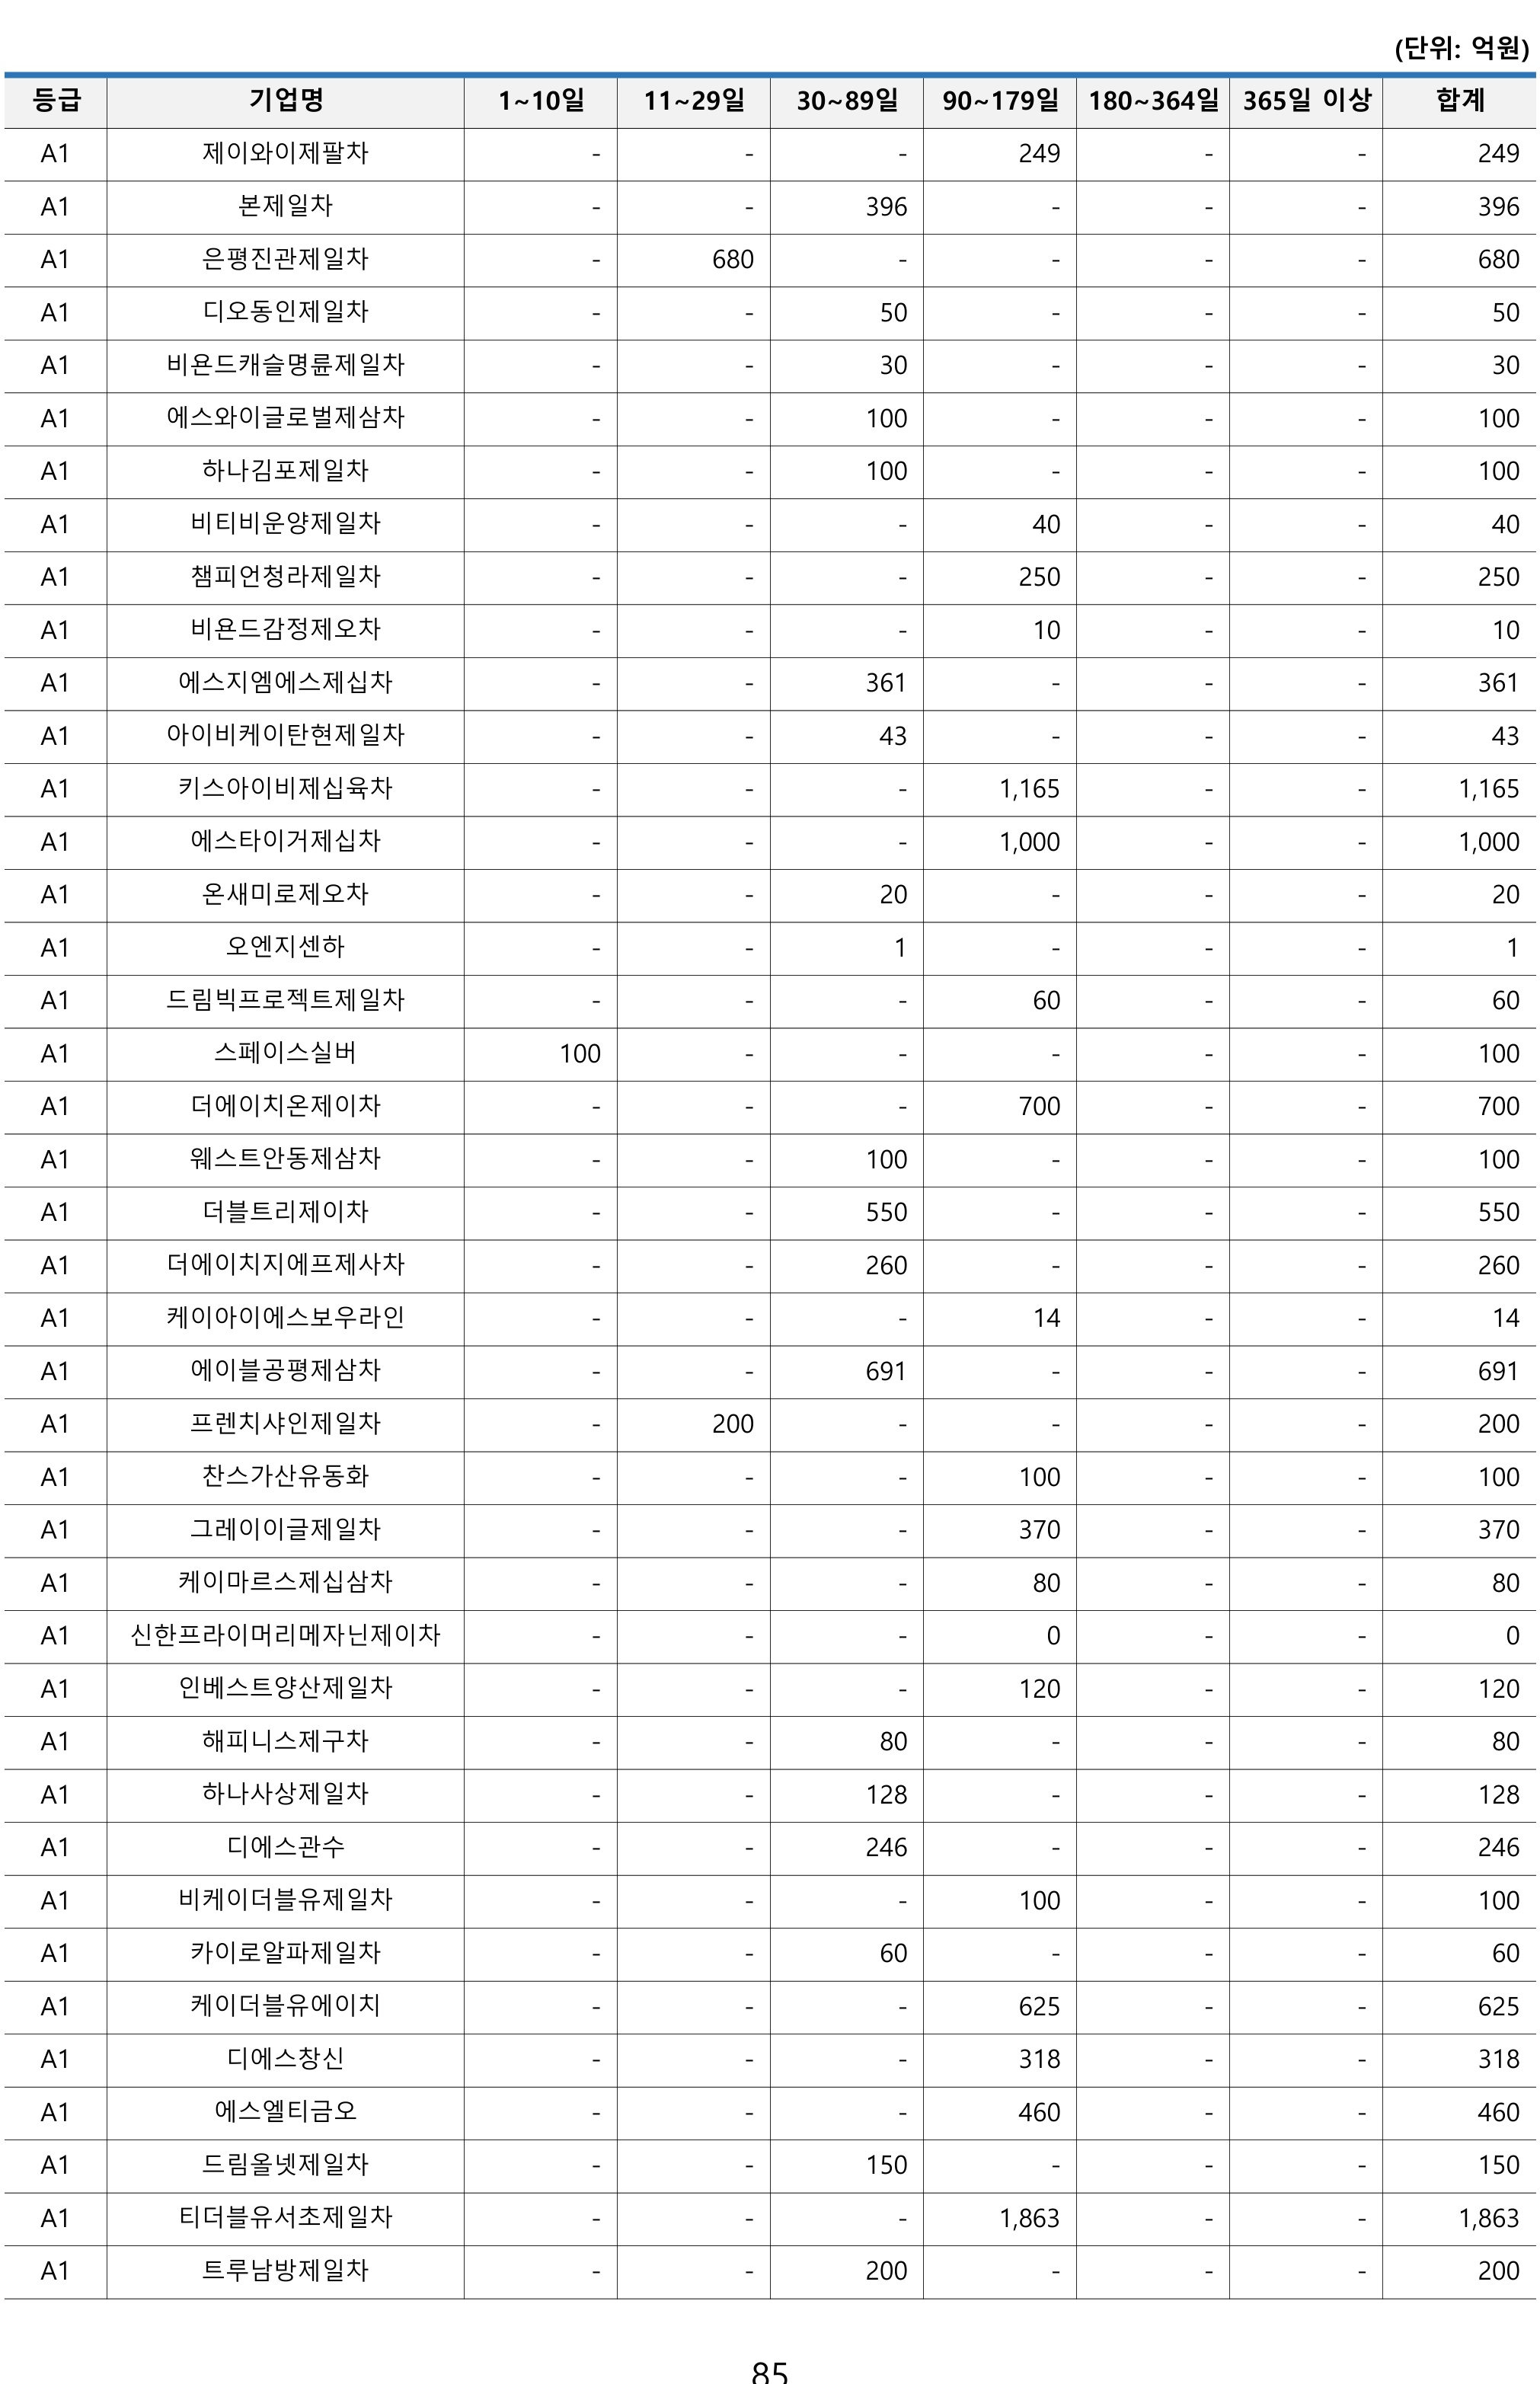 (단위: 억원)
등급 기업명 1~10일 11~29일 30~89일 90~179일 180~364일 365일 이상 합계
A1 제이와이제팔차 - - - 249 - - 249
A1 본제일차 - - 396 - - - 396
A1 은평진관제일차 - 680 - - - - 680
A1 디오동인제일차 - - 50 - - - 50
A1 비욘드캐슬명륜제일차 - - 30 - - - 30
A1 에스와이글로벌제삼차 - - 100 - - - 100
A1 하나김포제일차 - - 100 - - - 100
A1 비티비운양제일차 - - - 40 - - 40
A1 챔피언청라제일차 - - - 250 - - 250
A1 비욘드감정제오차 - - - 10 - - 10
A1 에스지엠에스제십차 - - 361 - - - 361
A1 아이비케이탄현제일차 - - 43 - - - 43
A1 키스아이비제십육차 - - - 1,165 - - 1,165
A1 에스타이거제십차 - - - 1,000 - - 1,000
A1 온새미로제오차 - - 20 - - - 20
A1 오엔지센하 - - 1 - - - 1
A1 드림빅프로젝트제일차 - - - 60 - - 60
A1 스페이스실버 100 - - - - - 100
A1 더에이치온제이차 - - - 700 - - 700
A1 웨스트안동제삼차 - - 100 - - - 100
A1 더블트리제이차 - - 550 - - - 550
A1 더에이치지에프제사차 - - 260 - - - 260
A1 케이아이에스보우라인 - - - 14 - - 14
A1 에이블공평제삼차 - - 691 - - - 691
A1 프렌치샤인제일차 - 200 - - - - 200
A1 찬스가산유동화 - - - 100 - - 100
A1 그레이이글제일차 - - - 370 - - 370
A1 케이마르스제십삼차 - - - 80 - - 80
A1 신한프라이머리메자닌제이차 - - - 0 - - 0
A1 인베스트양산제일차 - - - 120 - - 120
A1 해피니스제구차 - - 80 - - - 80
A1 하나사상제일차 - - 128 - - - 128
A1 디에스관수 - - 246 - - - 246
A1 비케이더블유제일차 - - - 100 - - 100
A1 카이로알파제일차 - - 60 - - - 60
A1 케이더블유에이치 - - - 625 - - 625
A1 디에스창신 - - - 318 - - 318
A1 에스엘티금오 - - - 460 - - 460
A1 드림올넷제일차 - - 150 - - - 150
A1 티더블유서초제일차 - - - 1,863 - - 1,863
A1 트루남방제일차 - - 200 - - - 200
85